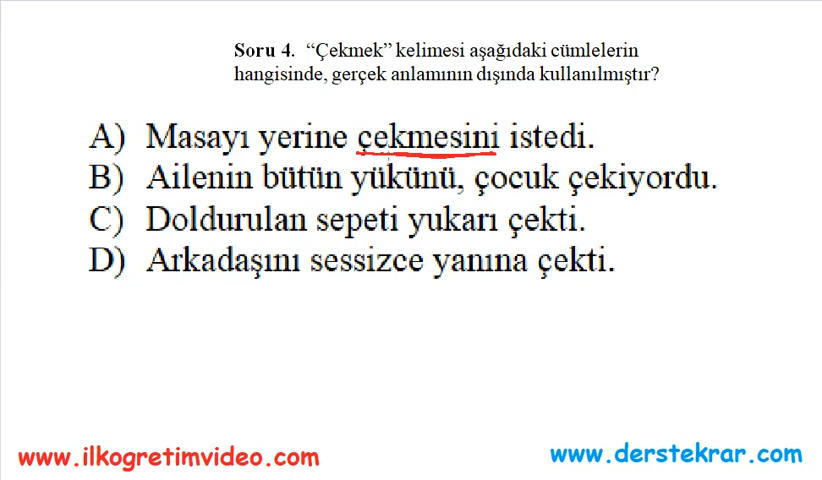 Soru 4. “Çekmek” kelimesi aşağıdaki cümlelerin
hangisinde, gerçek anlamının dışında kullanılmıştır?
A) Masayı yerine çekmesini istedi.
B) Ailenin bütün yükünü, çocuk çekiyordu.
C) Doldurulan sepeti yukarı çekti.
D) Arkadaşını sessizce yanına çekti.
www.ilkogretimvideo.com
www.derstekrar.com